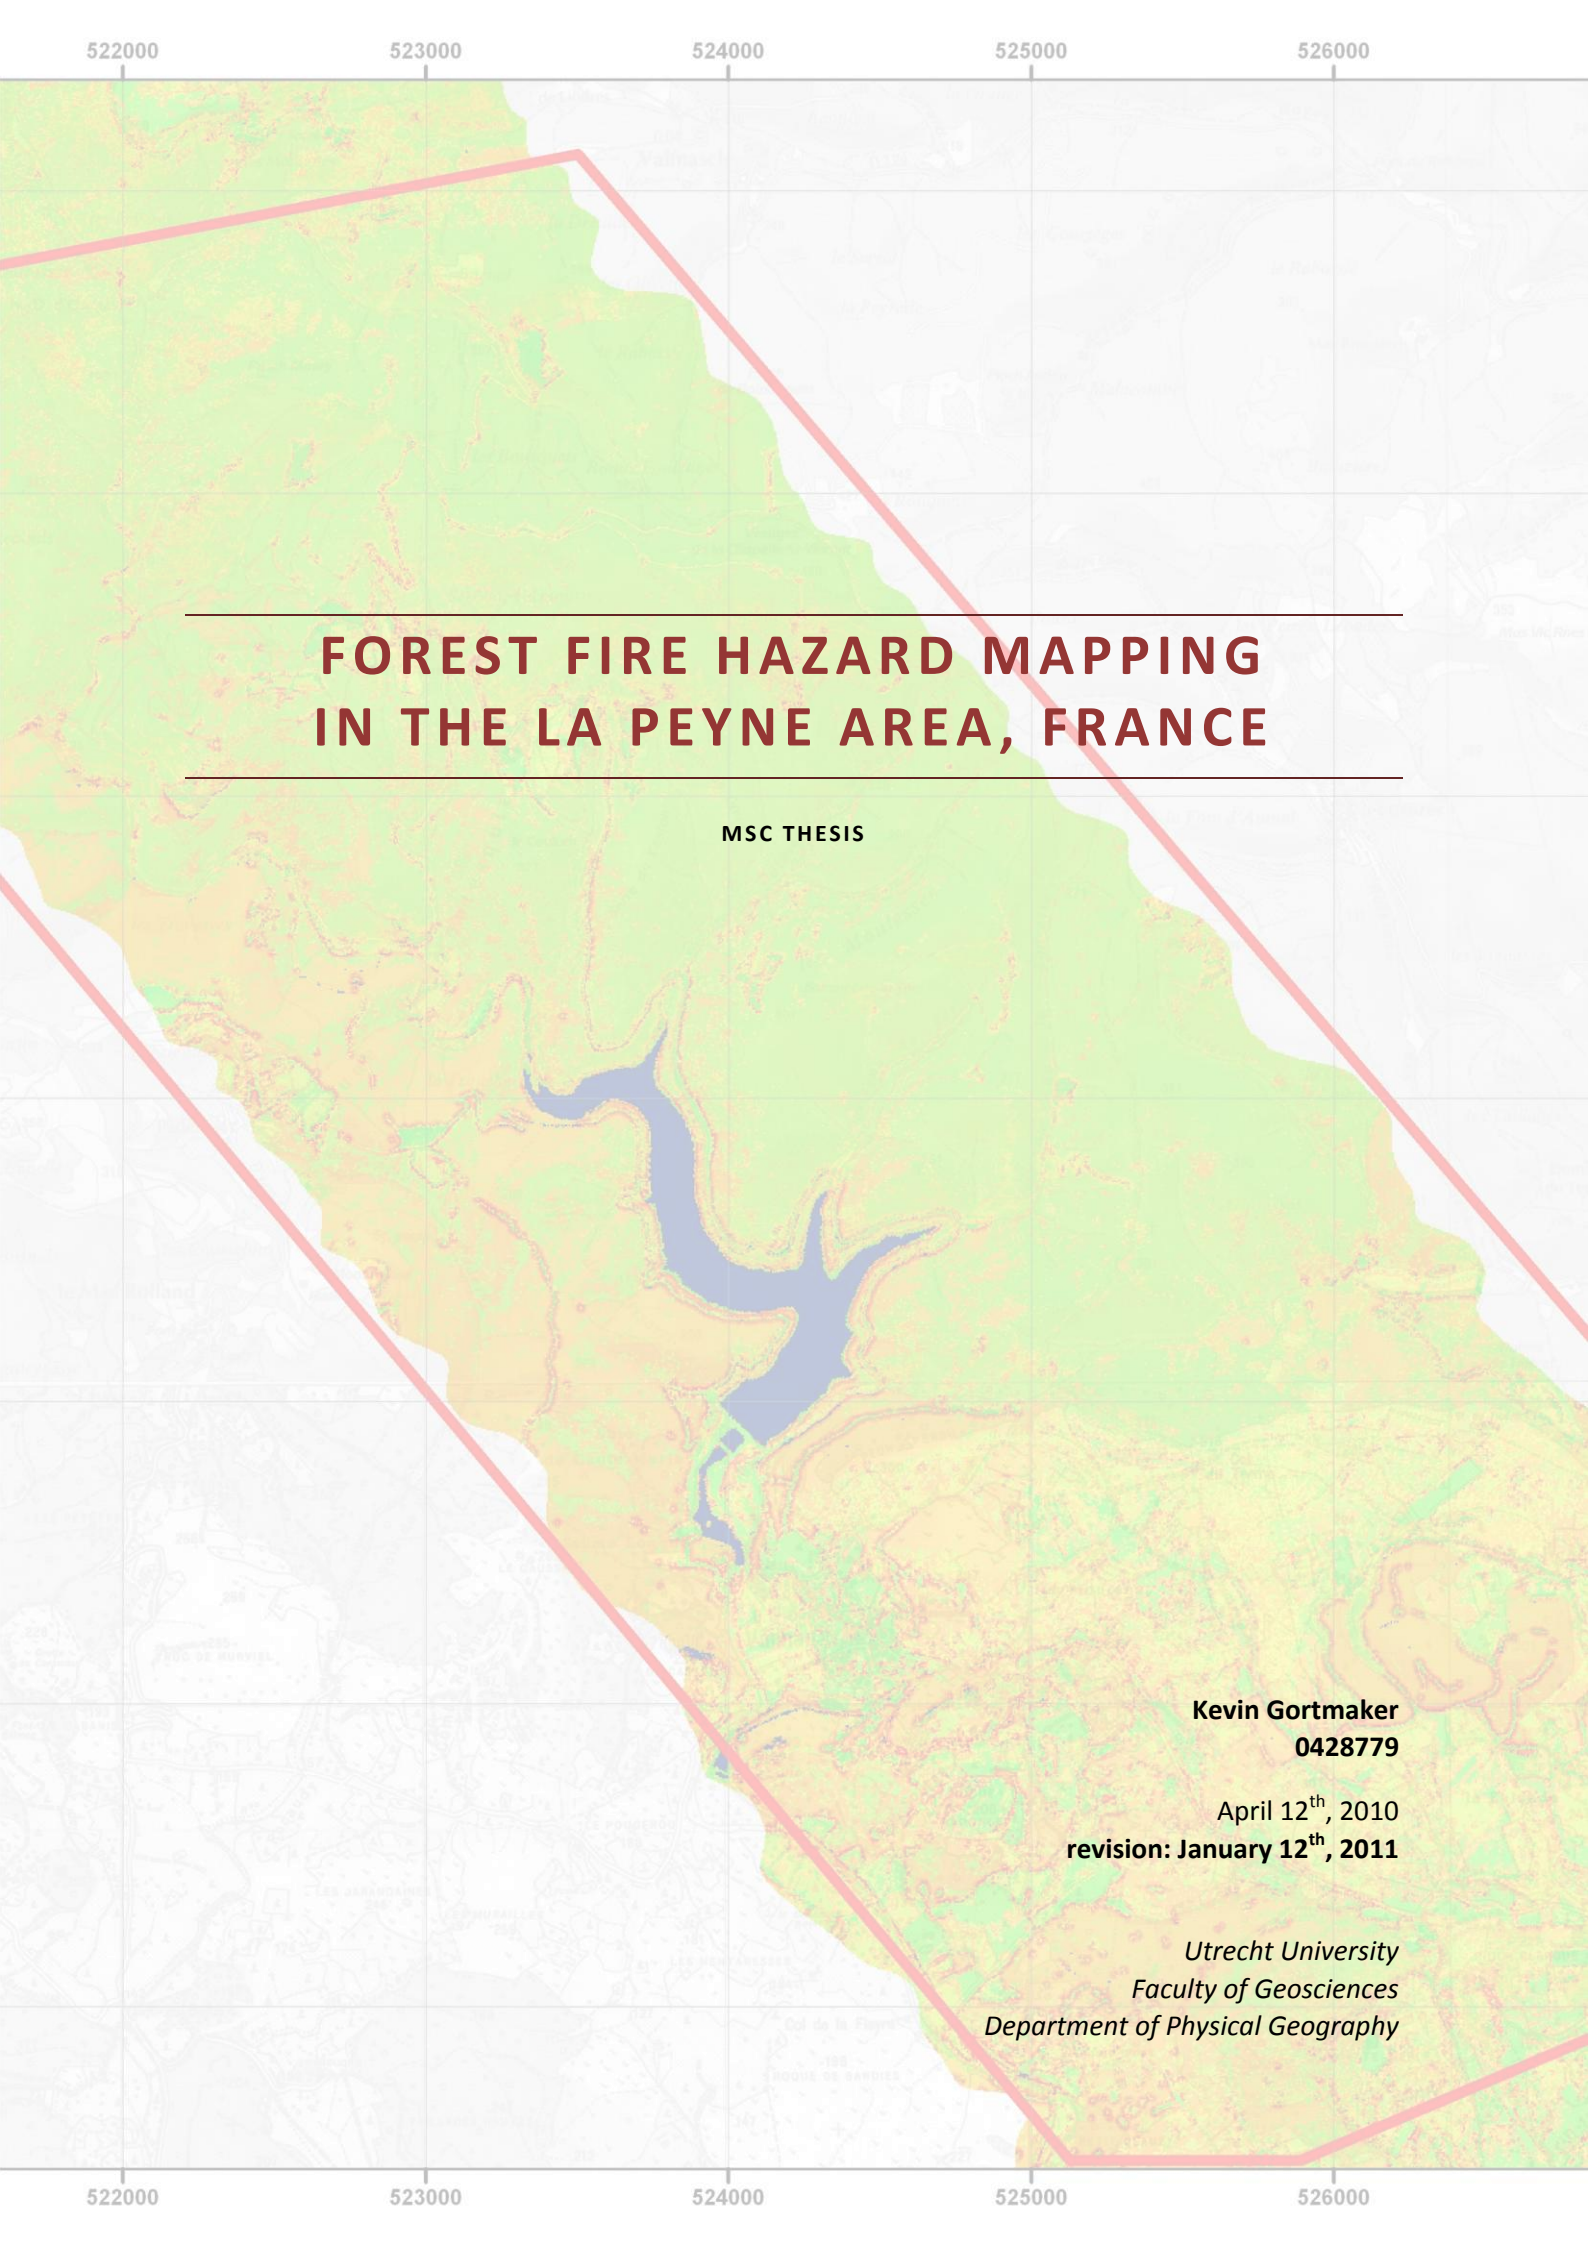 522000 523000 524000 525000 526000
FOREST FIRE HAZARD MAPPING
IN THE LA PEYNE AREA, FRANCE
MSC THESIS
Kevin Gortmaker
0428779
April 12th, 2010
revision: January 12th, 2011
Utrecht University
Faculty of Geosciences
Department of Physical Geography
522000 523000 524000 525000 526000